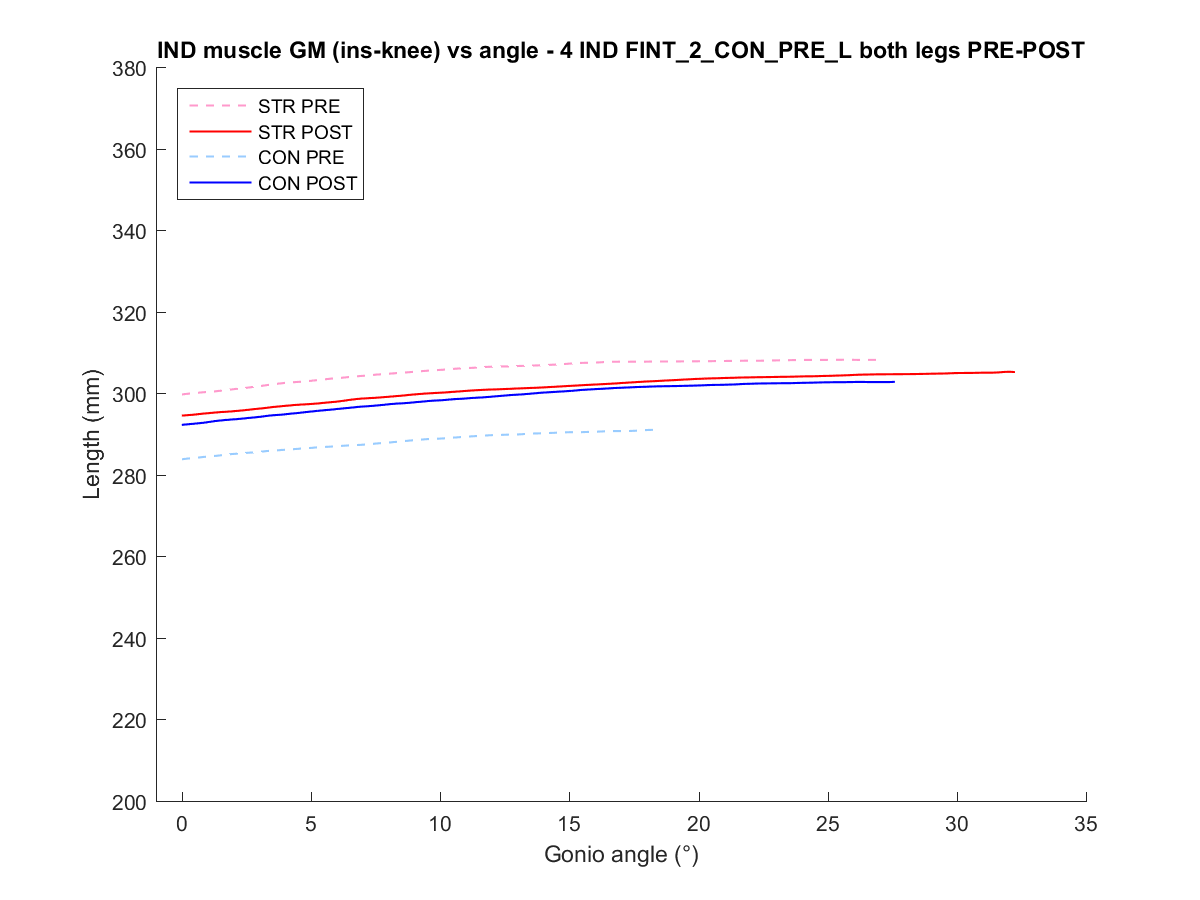 IND muscle GM (ins-knee) vs angle - 4 IND FINT_2_CON_PRE_L both legs PRE-POST
380
360
340
320
300
280
260
240
220
200
STR PRE
STR POST
CON PRE
CON POST
Length (mm)
0 5 10 15 20 25 30 35
Gonio angle (°)